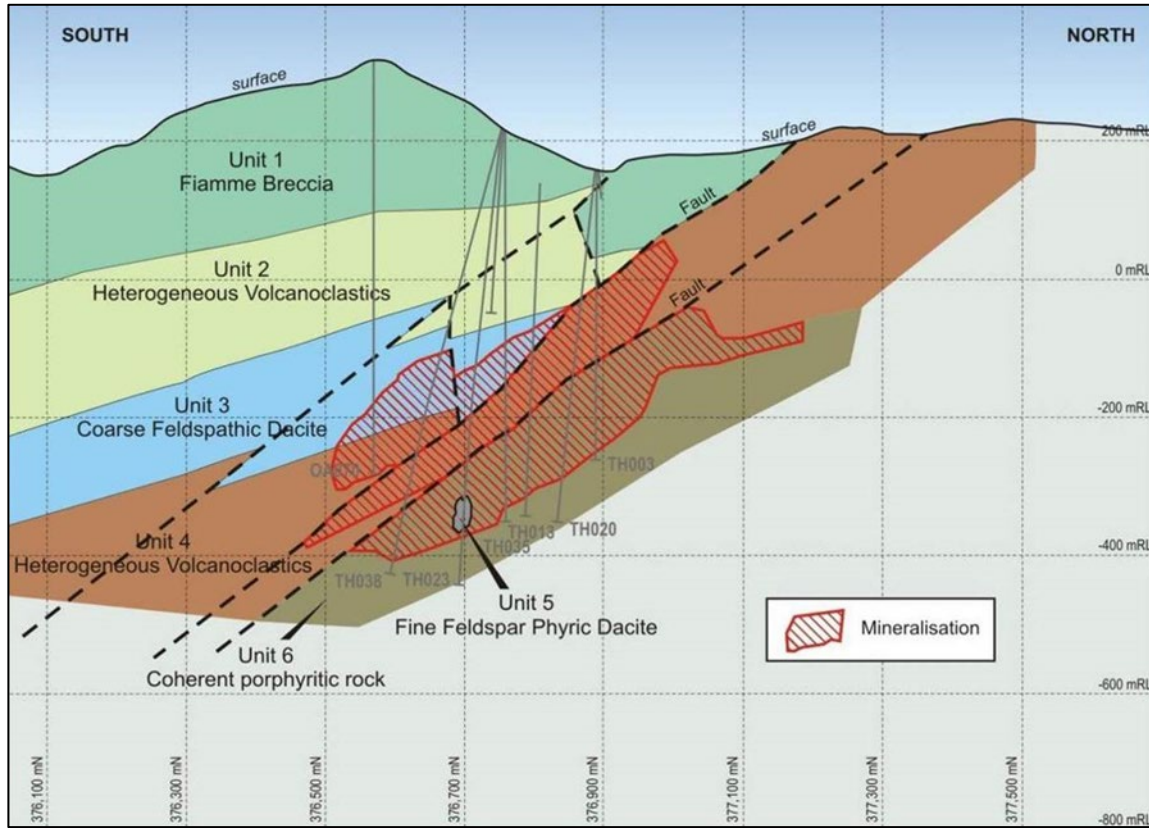 SOUTH
NORTH
surface
surface
200 mRL
Unit 1
Fiamme Breccia
Fault
Unit 2
Heterogeneous Volcanoclastics
0 mRL
Fault
Unit 3
Coarse Feldspathic Dacite
-200 mRL
TH003
TH013
TH020
TH035
Unit 4
Heterogeneous Volcanoclastics
-400 mRL
TH038
TH023
Unit 5
Fine Feldspar Phyric Dacite
Mineralisation
Unit 6
Coherent porphyritic rock
-600 mRL
376,100 mN
376,300 mN
376,500 mN
376,700 mN
376,900 mN
377,100 mN
377,300 mN
377,500 mN
-800 mRL